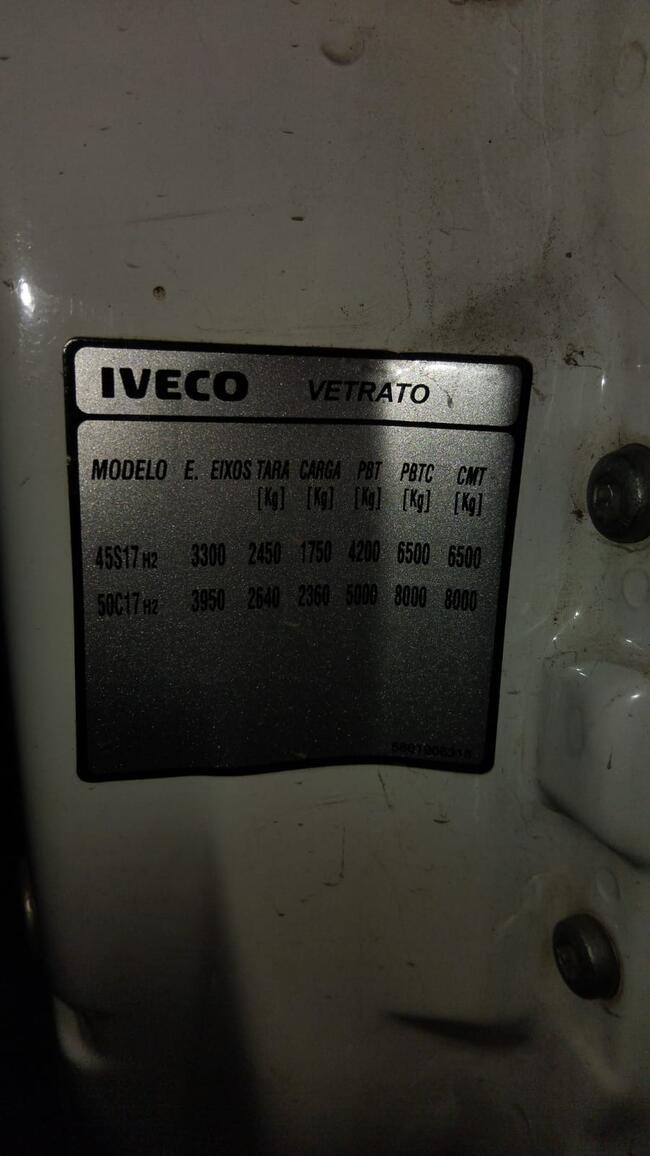 IVECO VETRATO
MODELO E. EIXOS TARA CARGA PBT PBTC CMT
[Kg] [Kg] [Kg] [Kg] [Kg]
45S17 H2 3300 2450 1750 4200 6500 6500
50C17 H2 3950 2640 2360 5000 8000 8000